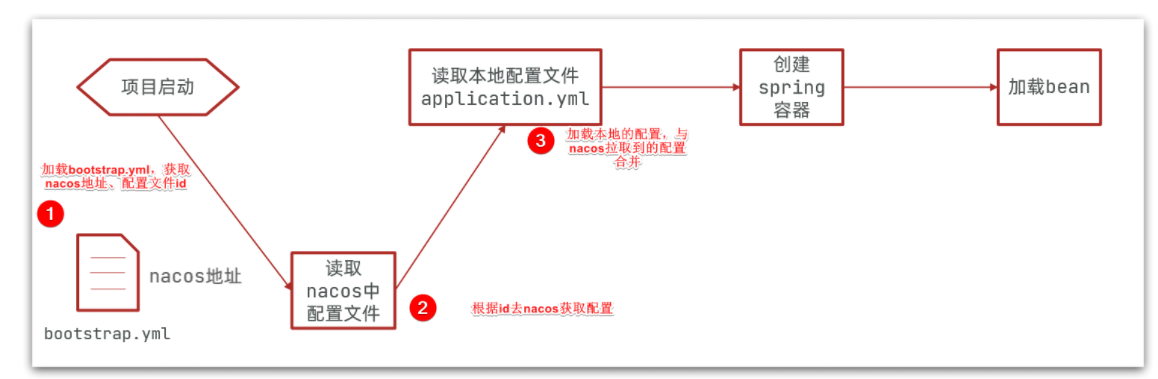 项目启动
加载bootstrap.yml，获取
nacos地址、配置文件id
1
nacos地址
bootstrap.yml
读取
nacos中
配置文件
2
根据id去nacos获取配置
读取本地配置文件
application.yml
3
加载本地的配置，与
nacos拉取到的配置
合并
创建
spring
容器
加载bean